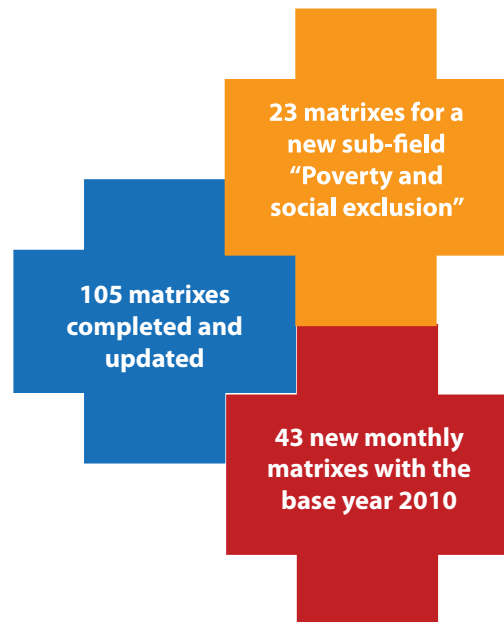 23 matrixes for a
new sub-field
“Poverty and
social exclusion”
105 matrixes
completed and
updated
43 new monthly
matrixes with the
base year 2010